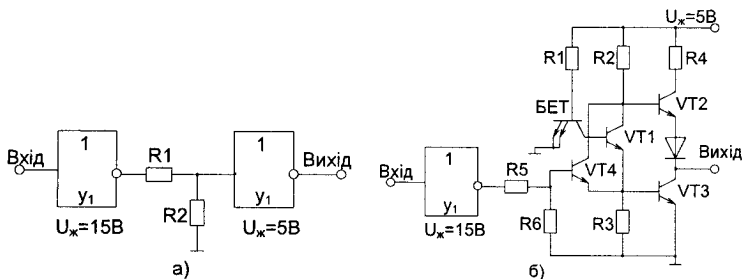 Вхід
1
y₁
Uж=15В
R1
R2
1
y₁
Uж=5В
Вихід
а)
Uж=5В
R1
R2
R4
БЕТ
VT2
VT1
Вихід
Вхід
1
y₁
Uж=15В
R5
VT4
VT3
R6
R3
б)